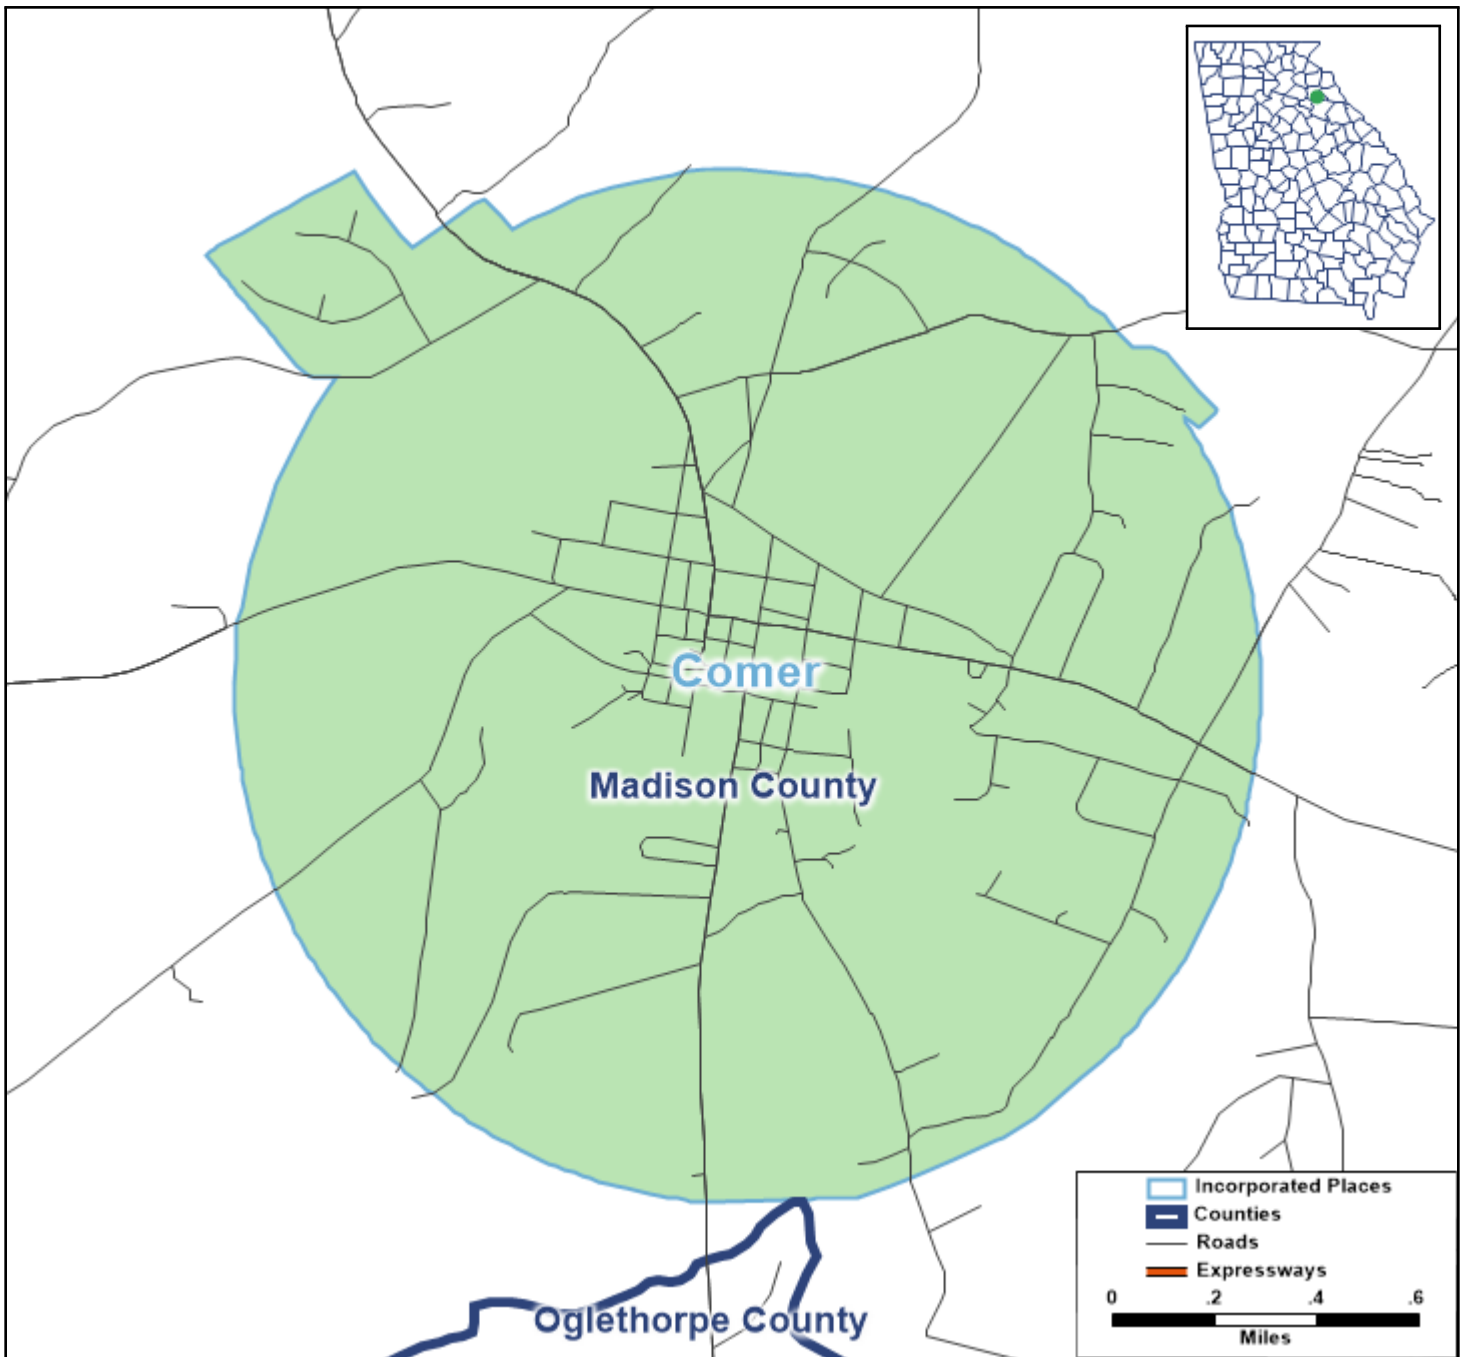 Comer
Madison County
Oglethorpe County
Incorporated Places
Counties
Roads
Expressways
0 .2 .4 .6
Miles